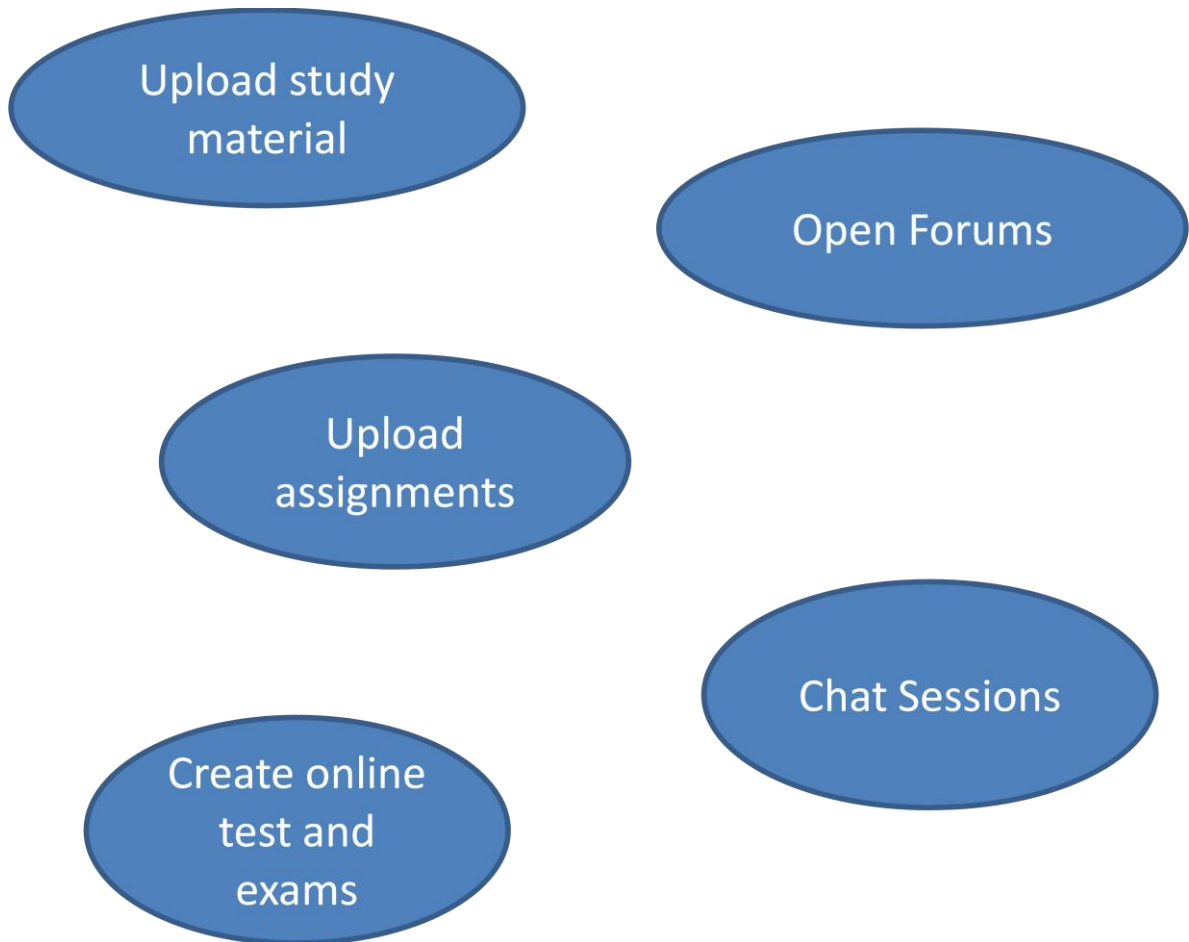 Upload study
material
Open Forums
Upload
assignments
Chat Sessions
Create online
test and
exams